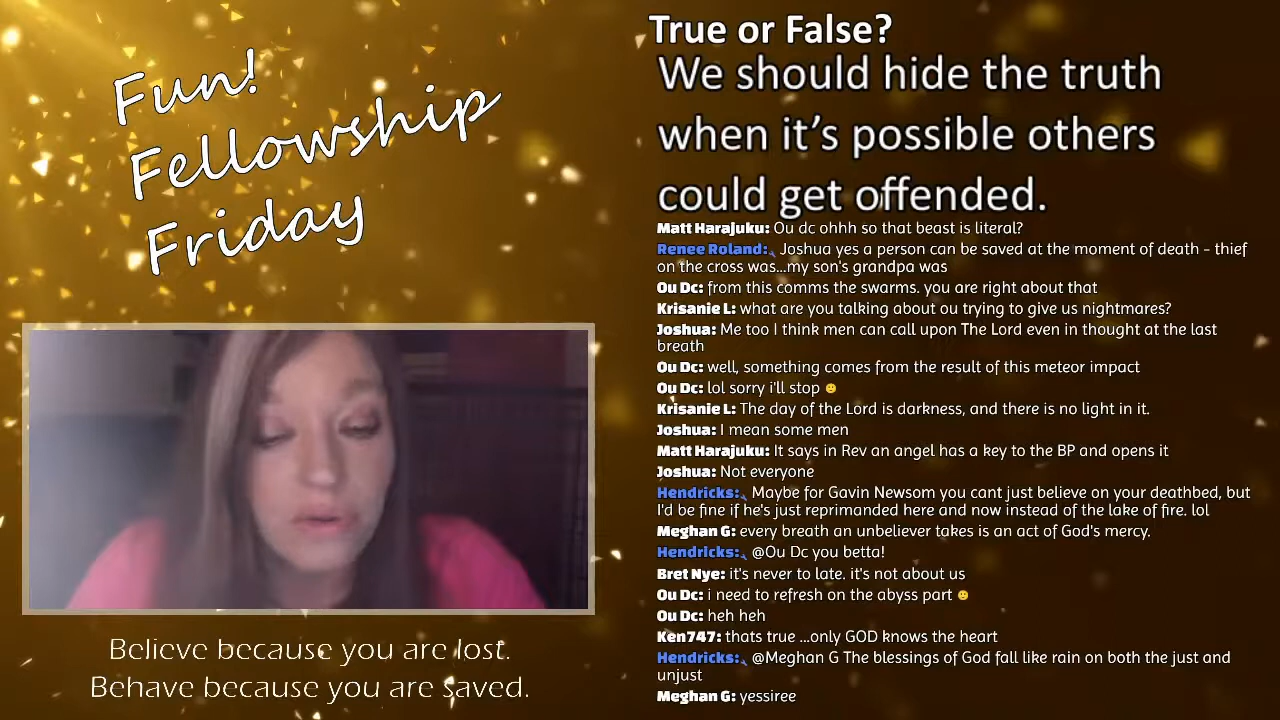 Fun!
Fellowship
Friday
Believe because you are lost.
Behave because you are saved.
True or False?
We should hide the truth
when it’s possible others
could get offended.
Matt Harajuku: Ou dc ohhh so that beast is literal?
Renee Roland: Joshua yes a person can be saved at the moment of death - thief
on the cross was...my son's grandpa was
Ou Dc: from this comms the swarms. you are right about that
Krisanie L: what are you talking about ou trying to give us nightmares?
Joshua: Me too I think men can call upon The Lord even in thought at the last
breath
Ou Dc: well, something comes from the result of this meteor impact
Ou Dc: lol sorry i'll stop 🙂
Krisanie L: The day of the Lord is darkness, and there is no light in it.
Joshua: I mean some men
Matt Harajuku: It says in Rev an angel has a key to the BP and opens it
Joshua: Not everyone
Hendricks: Maybe for Gavin Newsom you cant just believe on your deathbed, but
I'd be fine if he's just reprimanded here and now instead of the lake of fire. lol
Meghan G: every breath an unbeliever takes is an act of God's mercy.
Hendricks: @Ou Dc you betta!
Bret Nye: it's never to late. it's not about us
Ou Dc: i need to refresh on the abyss part 🙂
Ou Dc: heh heh
Ken747: thats true ...only GOD knows the heart
Hendricks: @Meghan G The blessings of God fall like rain on both the just and
unjust
Meghan G: yessiree